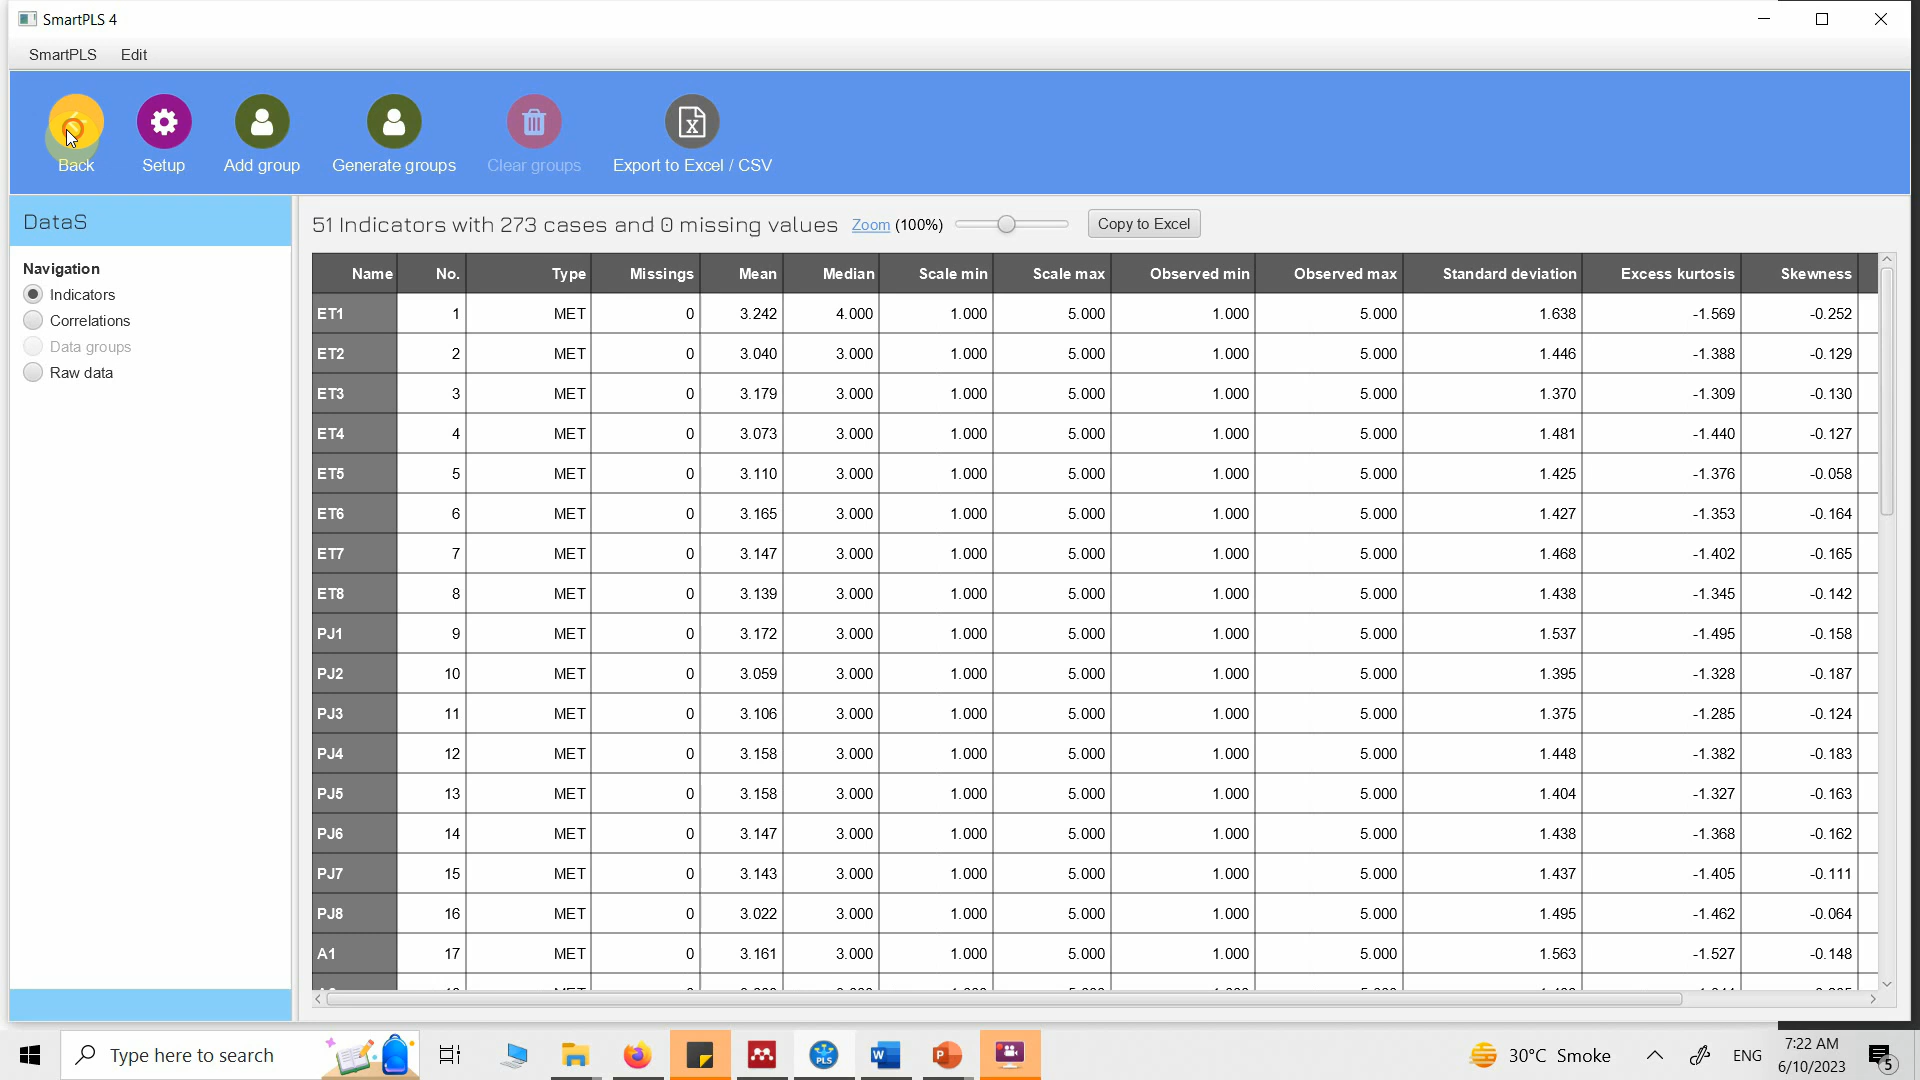 SmartPLS 4
SmartPLS Edit
Back Setup Add group Generate groups Clear groups Export to Excel / CSV
DataS
Navigation
Indicators
Correlations
Data groups
Raw data
51 Indicators with 273 cases and 0 missing values Zoom (100%) Copy to Excel
Name No. Type Missings Mean Median Scale min Scale max Observed min Observed max Standard deviation Excess kurtosis Skewness
ET1 1 MET 0 3.242 4.000 1.000 5.000 1.000 5.000 1.638 -1.569 -0.252
ET2 2 MET 0 3.040 3.000 1.000 5.000 1.000 5.000 1.446 -1.388 -0.129
ET3 3 MET 0 3.179 3.000 1.000 5.000 1.000 5.000 1.370 -1.309 -0.130
ET4 4 MET 0 3.073 3.000 1.000 5.000 1.000 5.000 1.481 -1.440 -0.127
ET5 5 MET 0 3.110 3.000 1.000 5.000 1.000 5.000 1.425 -1.376 -0.058
ET6 6 MET 0 3.165 3.000 1.000 5.000 1.000 5.000 1.427 -1.353 -0.164
ET7 7 MET 0 3.147 3.000 1.000 5.000 1.000 5.000 1.468 -1.402 -0.165
ET8 8 MET 0 3.139 3.000 1.000 5.000 1.000 5.000 1.438 -1.345 -0.142
PJ1 9 MET 0 3.172 3.000 1.000 5.000 1.000 5.000 1.537 -1.495 -0.158
PJ2 10 MET 0 3.059 3.000 1.000 5.000 1.000 5.000 1.395 -1.328 -0.187
PJ3 11 MET 0 3.106 3.000 1.000 5.000 1.000 5.000 1.375 -1.285 -0.124
PJ4 12 MET 0 3.158 3.000 1.000 5.000 1.000 5.000 1.448 -1.382 -0.183
PJ5 13 MET 0 3.158 3.000 1.000 5.000 1.000 5.000 1.404 -1.327 -0.163
PJ6 14 MET 0 3.147 3.000 1.000 5.000 1.000 5.000 1.438 -1.368 -0.162
PJ7 15 MET 0 3.143 3.000 1.000 5.000 1.000 5.000 1.437 -1.405 -0.111
PJ8 16 MET 0 3.022 3.000 1.000 5.000 1.000 5.000 1.495 -1.462 -0.064
A1 17 MET 0 3.161 3.000 1.000 5.000 1.000 5.000 1.563 -1.527 -0.148
Type here to search
PLS
30°C Smoke ENG 7:22 AM
6/10/2023 5